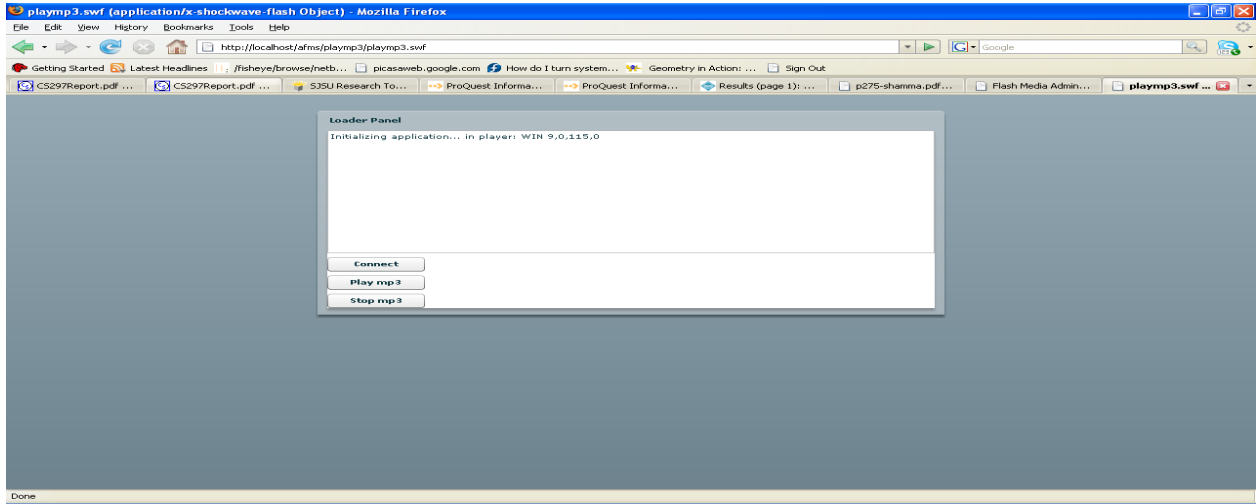 playmp3.swf (application/x-shockwave-flash Object) - Mozilla Firefox
File Edit View History Bookmarks Tools Help
http://localhost/afms/playmp3/playmp3.swf Google
Getting Started Latest Headlines /fisheye/browse/netb... picasaweb.google.com How do I turn system... Geometry in Action: ... Sign Out
CS297Report.pdf ... CS297Report.pdf ... SJSU Research To... ProQuest Informa... ProQuest Informa... Results (page 1): ... p275-shamma.pdf... Flash Media Admin... playmp3.swf ...
Loader Panel
Initializing application... in player: WIN 9,0,115,0
Connect
Play mp3
Stop mp3
Done